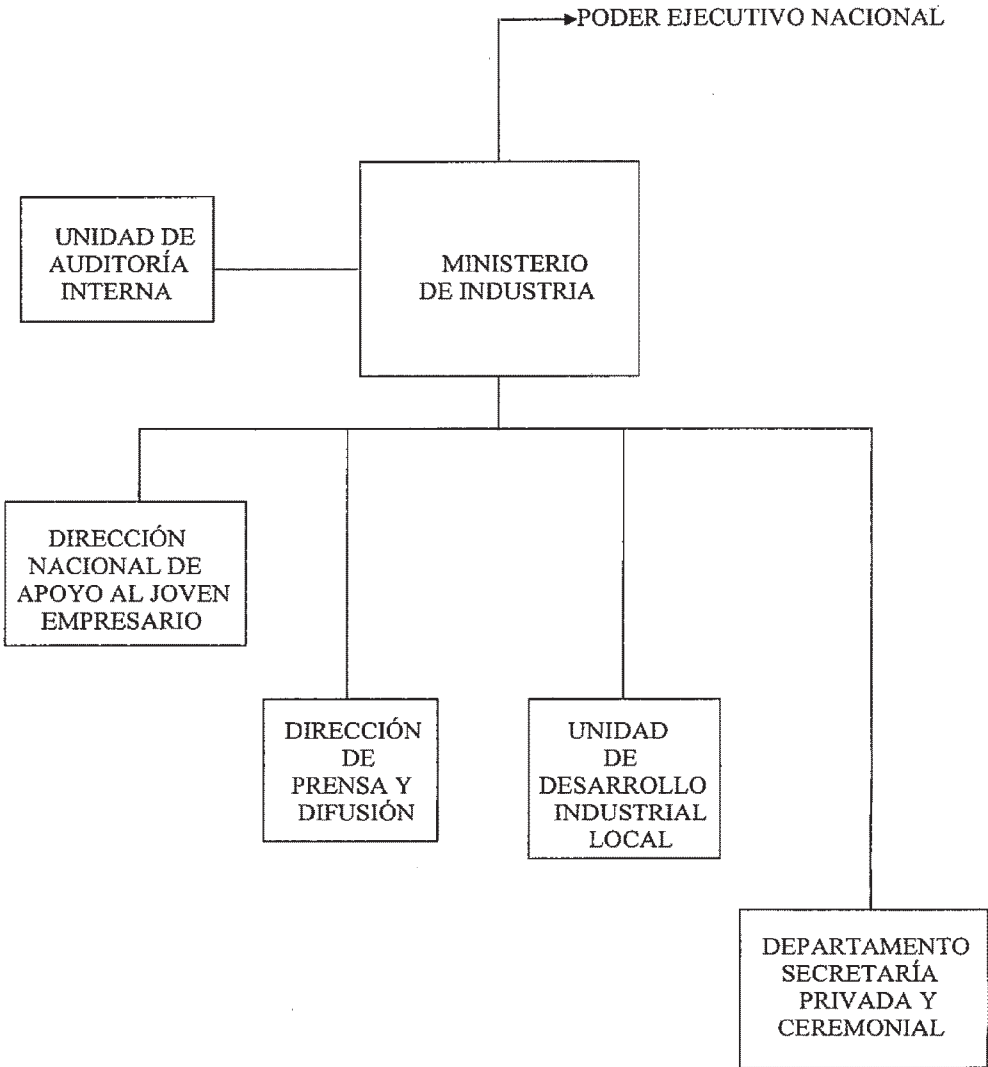 PODER EJECUTIVO NACIONAL
UNIDAD DE
AUDITORÍA
INTERNA
MINISTERIO
DE INDUSTRIA
DIRECCIÓN
NACIONAL DE
APOYO AL JOVEN
EMPRESARIO
DIRECCIÓN
DE
PRENSA Y
DIFUSIÓN
UNIDAD
DE
DESARROLLO
INDUSTRIAL
LOCAL
DEPARTAMENTO
SECRETARÍA
PRIVADA Y
CEREMONIAL